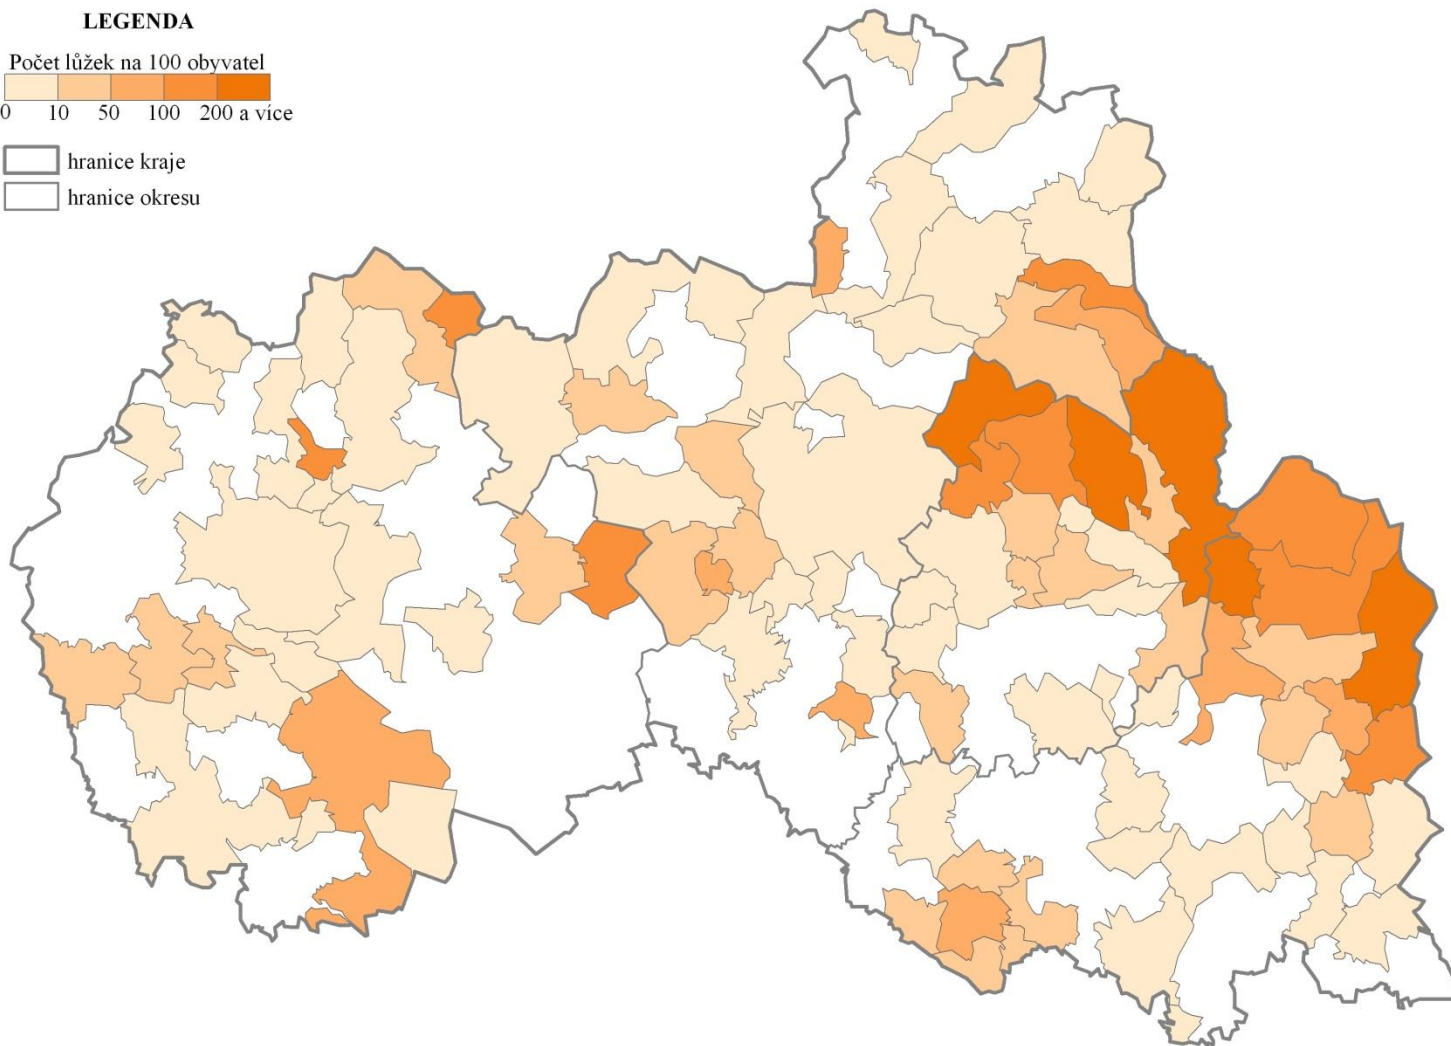 LEGENDA
Počet lůžek na 100 obyvatel
0 10 50 100 200 a více
hranice kraje
hranice okresu